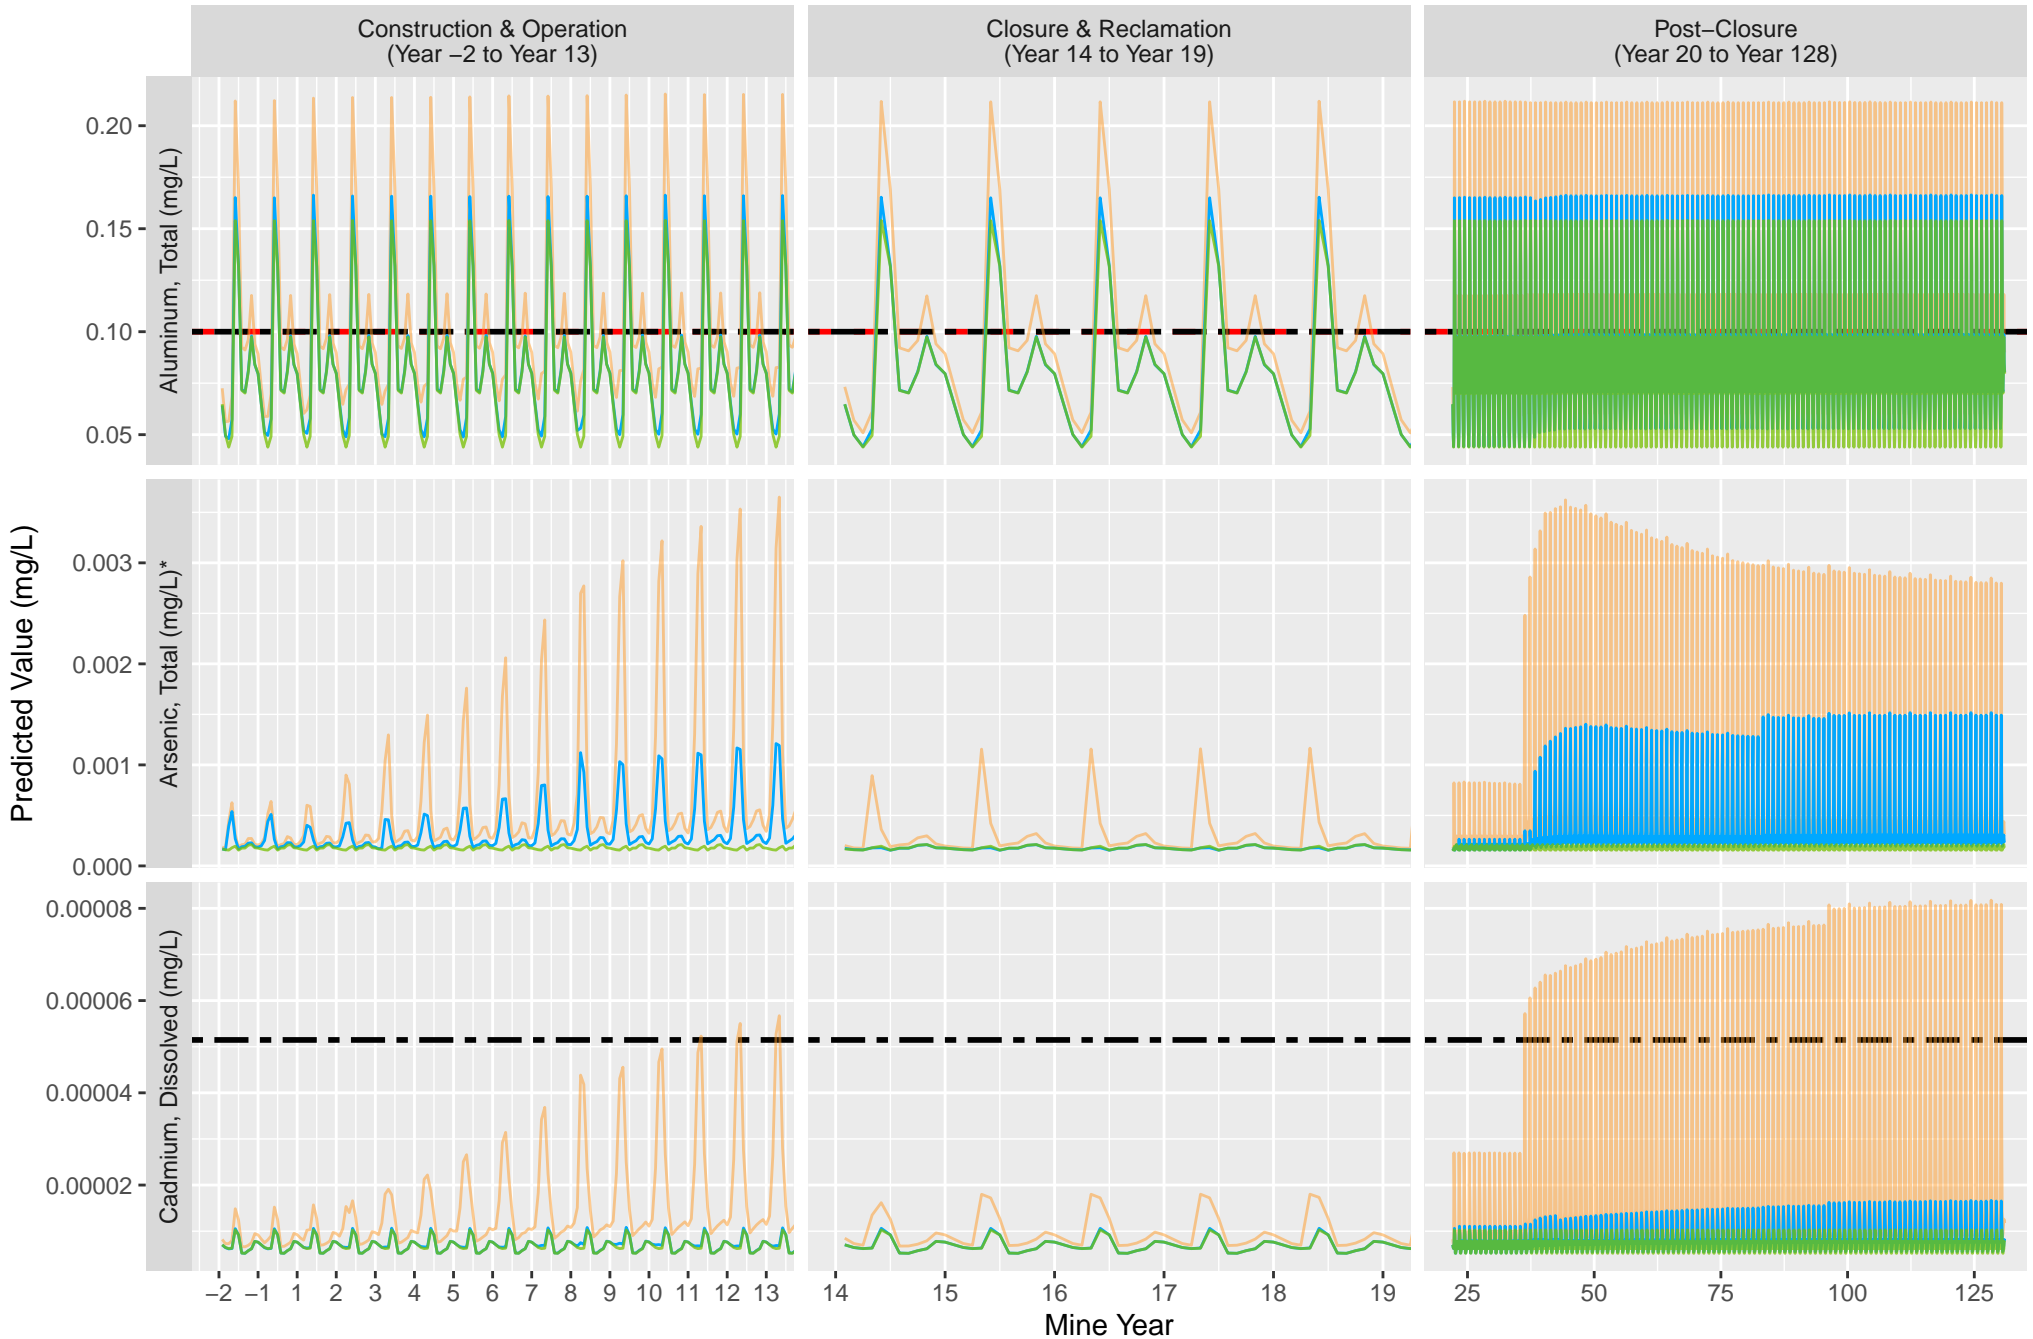 Construction & Operation
(Year −2 to Year 13)
Closure & Reclamation
(Year 14 to Year 19)
Post−Closure
(Year 20 to Year 128)
Predicted Value (mg/L)
Aluminum, Total (mg/L)
0.20
0.15
0.10
0.05
Arsenic, Total (mg/L)*
0.003
0.002
0.001
0.000
Cadmium, Dissolved (mg/L)
0.00008
0.00006
0.00004
0.00002
−2 −1 1 2 3 4 5 6 7 8 9 10 11 12 13
14 15 16 17 18 19
25 50 75 100 125
Mine Year